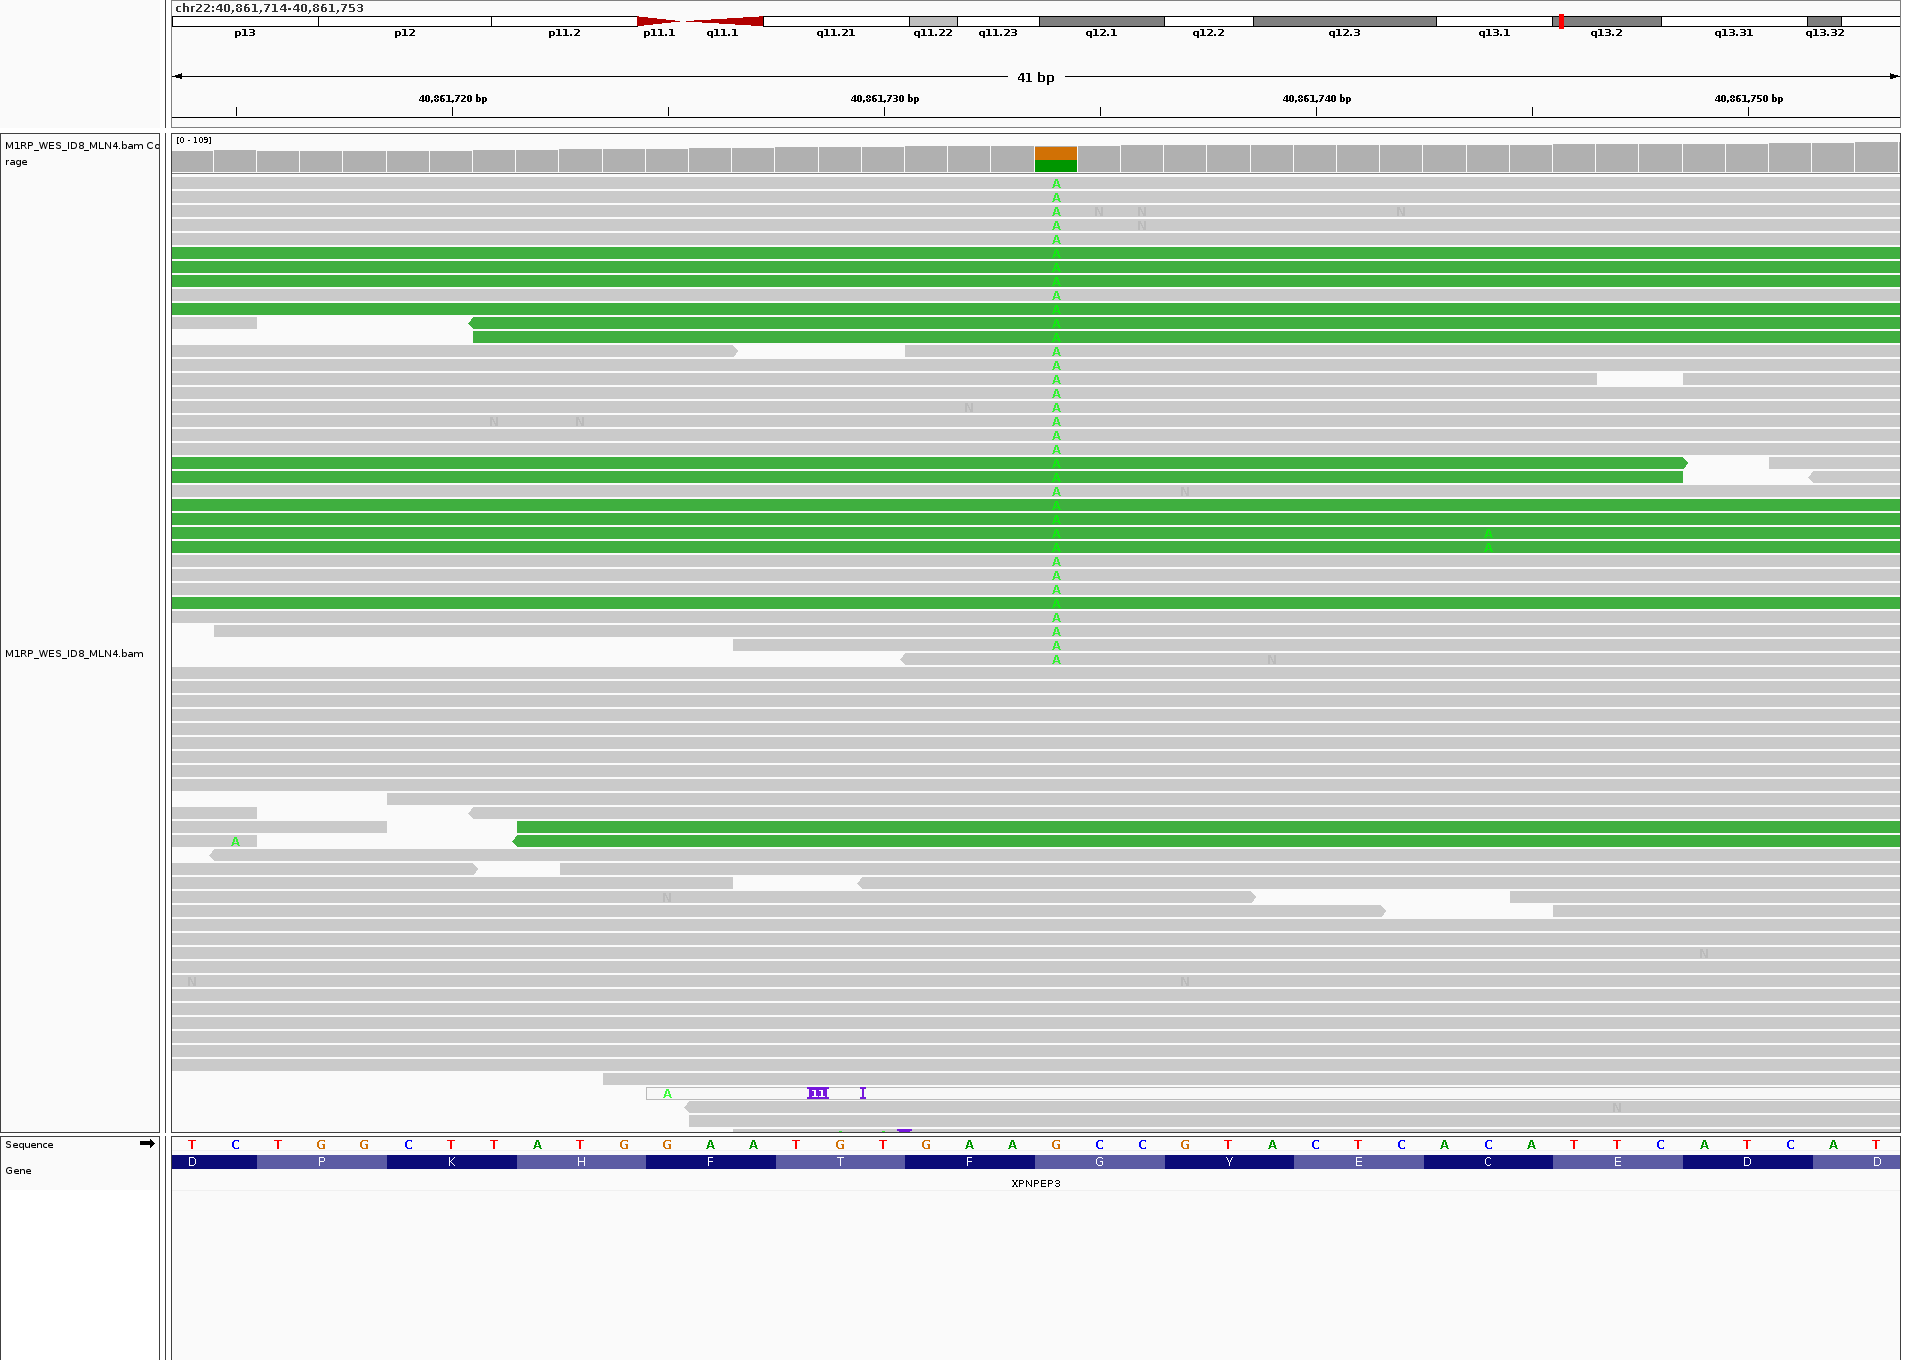 chr22:40,861,714-40,861,753
p13 p12 p11.2 p11.1 q11.1 q11.21 q11.22 q11.23 q12.1 q12.2 q12.3 q13.1 q13.2 q13.31 q13.32
41 bp
40,861,720 bp 40,861,730 bp 40,861,740 bp 40,861,750 bp
[0 - 109]
M1RP_WES_ID8_MLN4.bam Co
rage
A
A
A N N N
A N
A
A
A
A
A
A
A
A
A
A
A
A
N A
N N A
A
A
A
A
A N
A
A
A A
A A
A
A
A
A
A
A
A
M1RP_WES_ID8_MLN4.bam
A N
A
N
N
N N
A 11 I
N
Sequence T C T G G C T T A T G G A A T G T G A A G C C G T A C T C A C A T T C A T C A T
Gene D P K H F T F G Y E C E D D
XPNPEP3